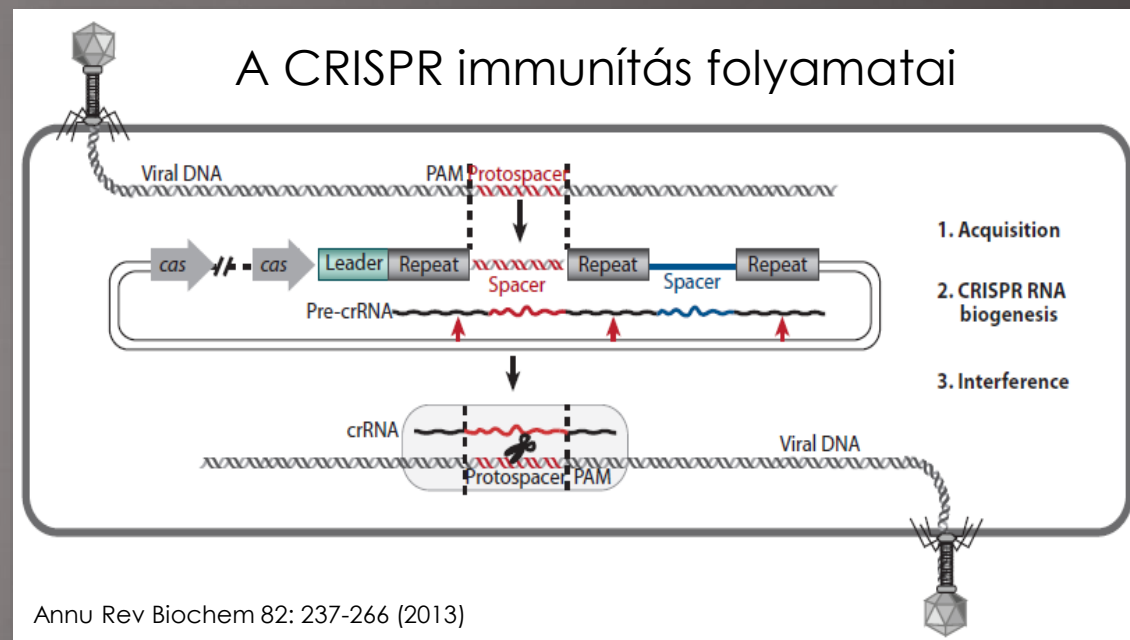 A CRISPR immunítás folyamatai
Viral DNA
PAM Protospacer
1. Acquisition
cas cas Leader Repeat Repeat Repeat
Spacer Spacer
2. CRISPR RNA
biogenesis
Pre-crRNA
3. Interference
crRNA
Viral DNA
Protospacer PAM
Annu Rev Biochem 82: 237-266 (2013)